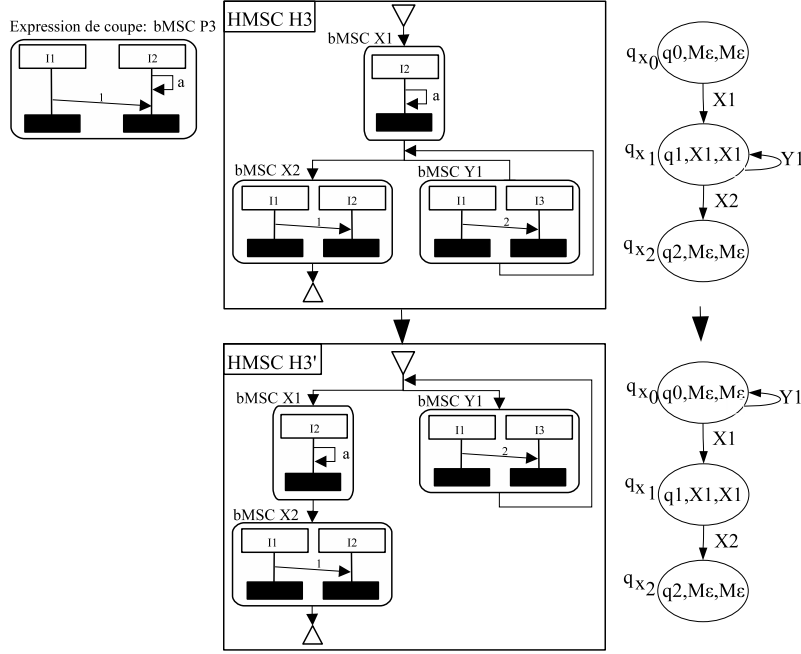 Expression de coupe: bMSC P3
I1 I2
a
1
HMSC H3
bMSC X1
I2
a
bMSC X2
I1 I2
1
bMSC Y1
I1 I3
2
qx0 q0,Mε,Mε
X1
qx1 q1,X1,X1 Y1
X2
qx2 q2,Mε,Mε
HMSC H3'
bMSC X1
I2
a
bMSC Y1
I1 I3
2
bMSC X2
I1 I2
1
qx0 q0,Mε,Mε Y1
X1
qx1 q1,X1,X1
X2
qx2 q2,Mε,Mε